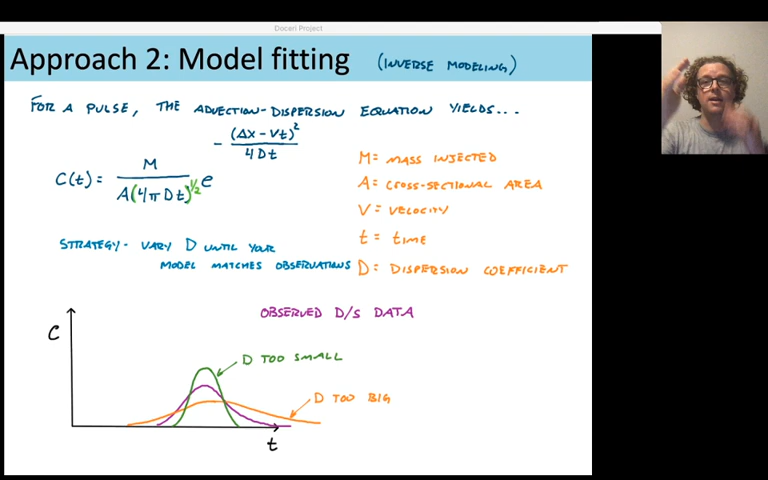 Doceri Project
Approach 2: Model fitting (INVERSE MODELING)
FOR A PULSE, THE ADVECTION-DISPERSION EQUATION YIELDS...
C(t) = M / A(4πDt)^1/2 e^ -(Δx - Vt)^2 / 4Dt
M = MASS INJECTED
A = CROSS-SECTIONAL AREA
V = VELOCITY
t = TIME
D = DISPERSION COEFFICIENT
STRATEGY - VARY D UNTIL YOUR
MODEL MATCHES OBSERVATIONS
OBSERVED D/S DATA
C
D TOO SMALL
D TOO BIG
t